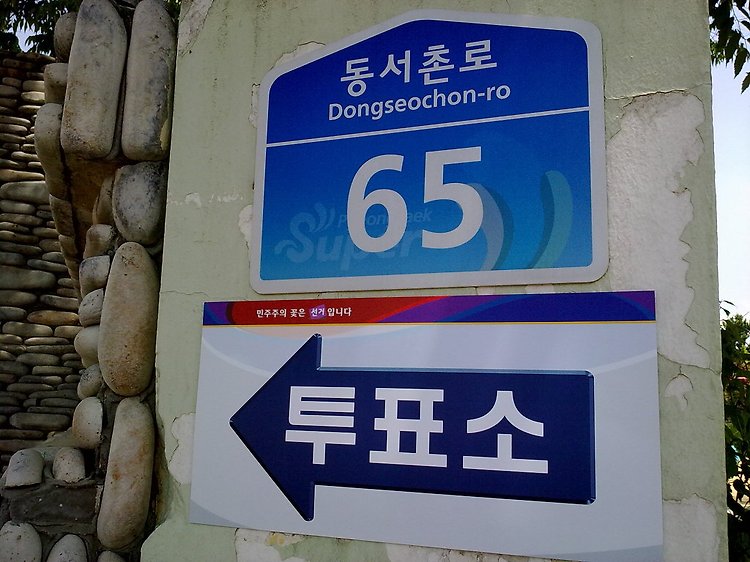 동서촌로
Dongseochon-ro
65
Super
민주주의 꽃은 선거입니다
투표소